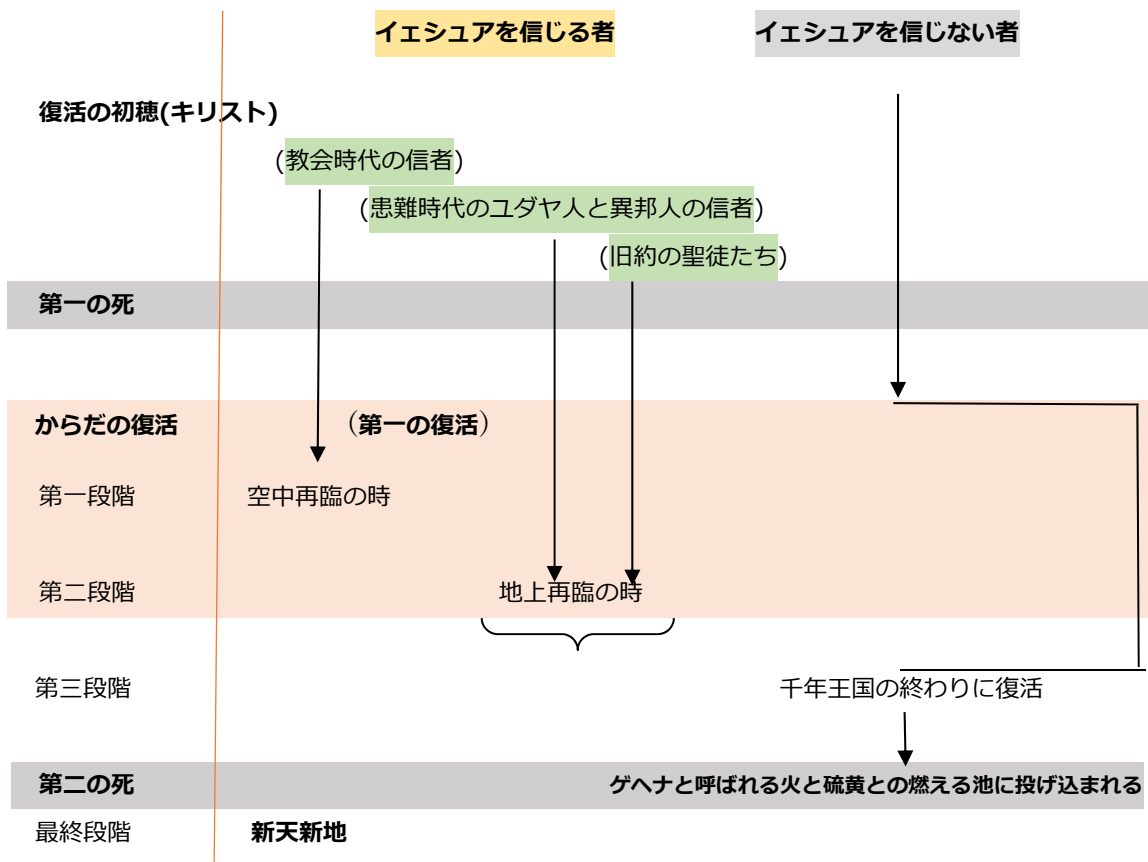 イェシュアを信じる者 イェシュアを信じない者
復活の初穂(キリスト)
(教会時代の信者)
(患難時代のユダヤ人と異邦人の信者)
(旧約の聖徒たち)
第一の死
からだの復活 （第一の復活）
第一段階 空中再臨の時
第二段階 地上再臨の時
第三段階 千年王国の終わりに復活
第二の死 ゲヘナと呼ばれる火と硫黄との燃える池に投げ込まれる
最終段階 新天新地